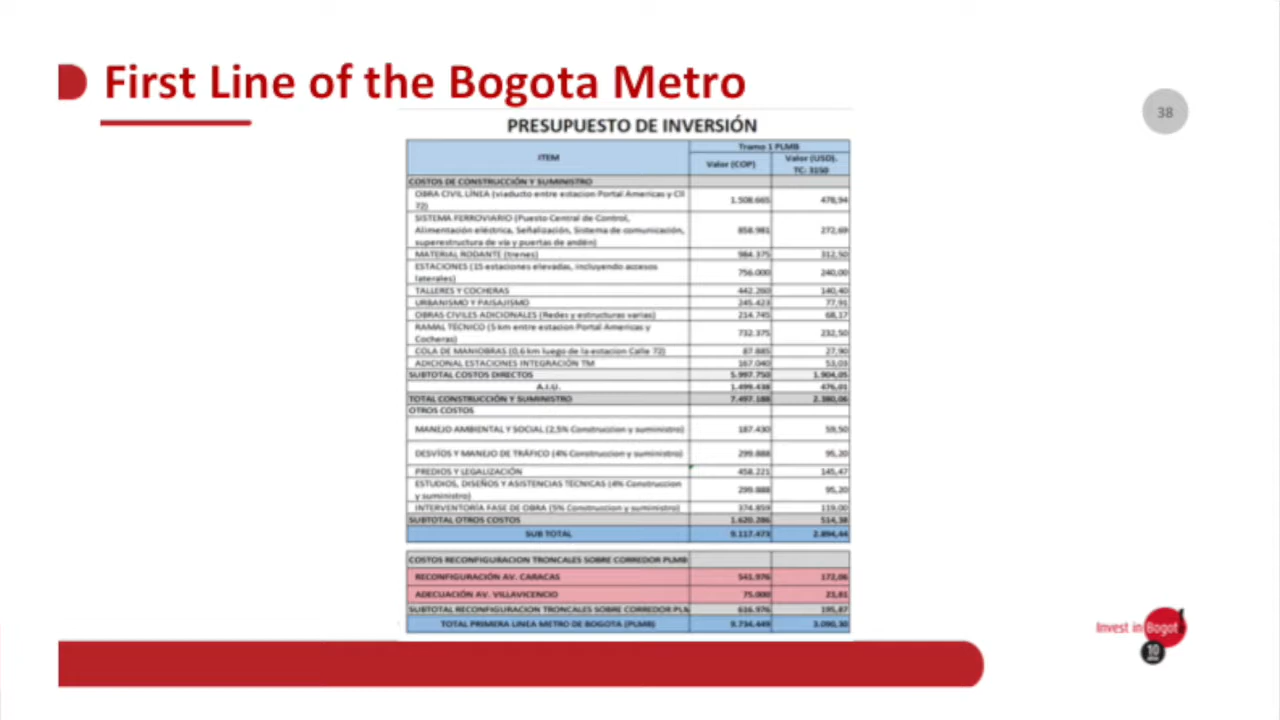 First Line of the Bogota Metro
38
PRESUPUESTO DE INVERSIÓN
ITEM
Tramo 1 PLMB
Valor (COP)
Valor (USD).
TC: 3150
COSTOS DE CONSTRUCCIÓN Y SUMINISTRO
OBRA CIVIL LÍNEA (viaducto entre estacion Portal Americas y Cll
72) 1.508.665 478,94
SISTEMA FERROVIARIO (Puesto Central de Control,
Alimentación eléctrica, Señalización, Sistema de comunicación,
superestructura de vía y puertas de andén) 858.981 272,69
MATERIAL RODANTE (trenes) 984.375 312,50
ESTACIONES (15 estaciones elevadas, incluyendo accesos
laterales) 756.000 240,00
TALLERES Y COCHERAS 442.260 140,40
URBANISMO Y PAISAJISMO 245.423 77,91
OBRAS CIVILES ADICIONALES (Redes y estructuras varias) 214.745 68,17
RAMAL TÉCNICO (5 km entre estacion Portal Americas y
Cocheras) 732.375 232,50
COLA DE MANIOBRAS (0,6 km luego de la estacion Calle 72) 87.885 27,90
ADICIONAL ESTACIONES INTEGRACIÓN TM 167.040 53,03
SUBTOTAL COSTOS DIRECTOS 5.997.750 1.904,05
A.I.U. 1.499.438 476,01
TOTAL CONSTRUCCIÓN Y SUMINISTRO 7.497.188 2.380,06
OTROS COSTOS
MANEJO AMBIENTAL Y SOCIAL (2,5% Construccion y suministro) 187.430 59,50
DESVÍOS Y MANEJO DE TRÁFICO (4% Construccion y suministro) 299.888 95,20
PREDIOS Y LEGALIZACIÓN 458.221 145,47
ESTUDIOS, DISEÑOS Y ASISTENCIAS TÉCNICAS (4% Construccion
y suministro) 299.888 95,20
INTERVENTORÍA FASE DE OBRA (5% Construccion y suministro) 374.859 119,00
SUBTOTAL OTROS COSTOS 1.620.286 514,38
SUB TOTAL 9.117.473 2.894,44
COSTOS RECONFIGURACION TRONCALES SOBRE CORREDOR PLMB
RECONFIGURACIÓN AV. CARACAS 541.976 172,06
ADECUACIÓN AV. VILLAVICENCIO 75.000 23,81
SUBTOTAL RECONFIGURACION TRONCALES SOBRE CORREDOR PLM 616.976 195,87
TOTAL PRIMERA LINEA METRO DE BOGOTA (PLMB) 9.734.449 3.090,30
Invest in Bogota
10